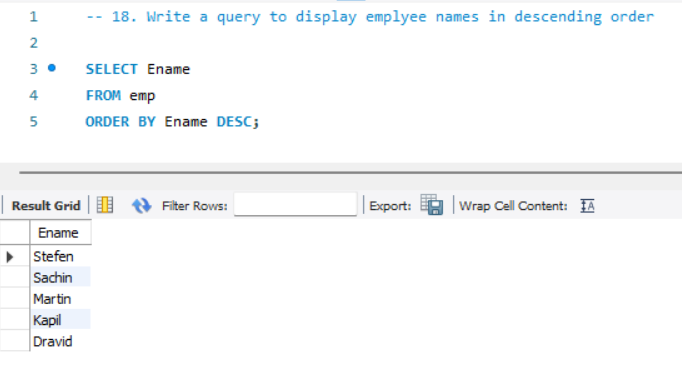 1 -- 18. Write a query to display emplyee names in descending order
2
3 SELECT Ename
4 FROM emp
5 ORDER BY Ename DESC;
Result Grid Filter Rows: Export: Wrap Cell Content: IA
Ename
Stefen
Sachin
Martin
Kapil
Dravid